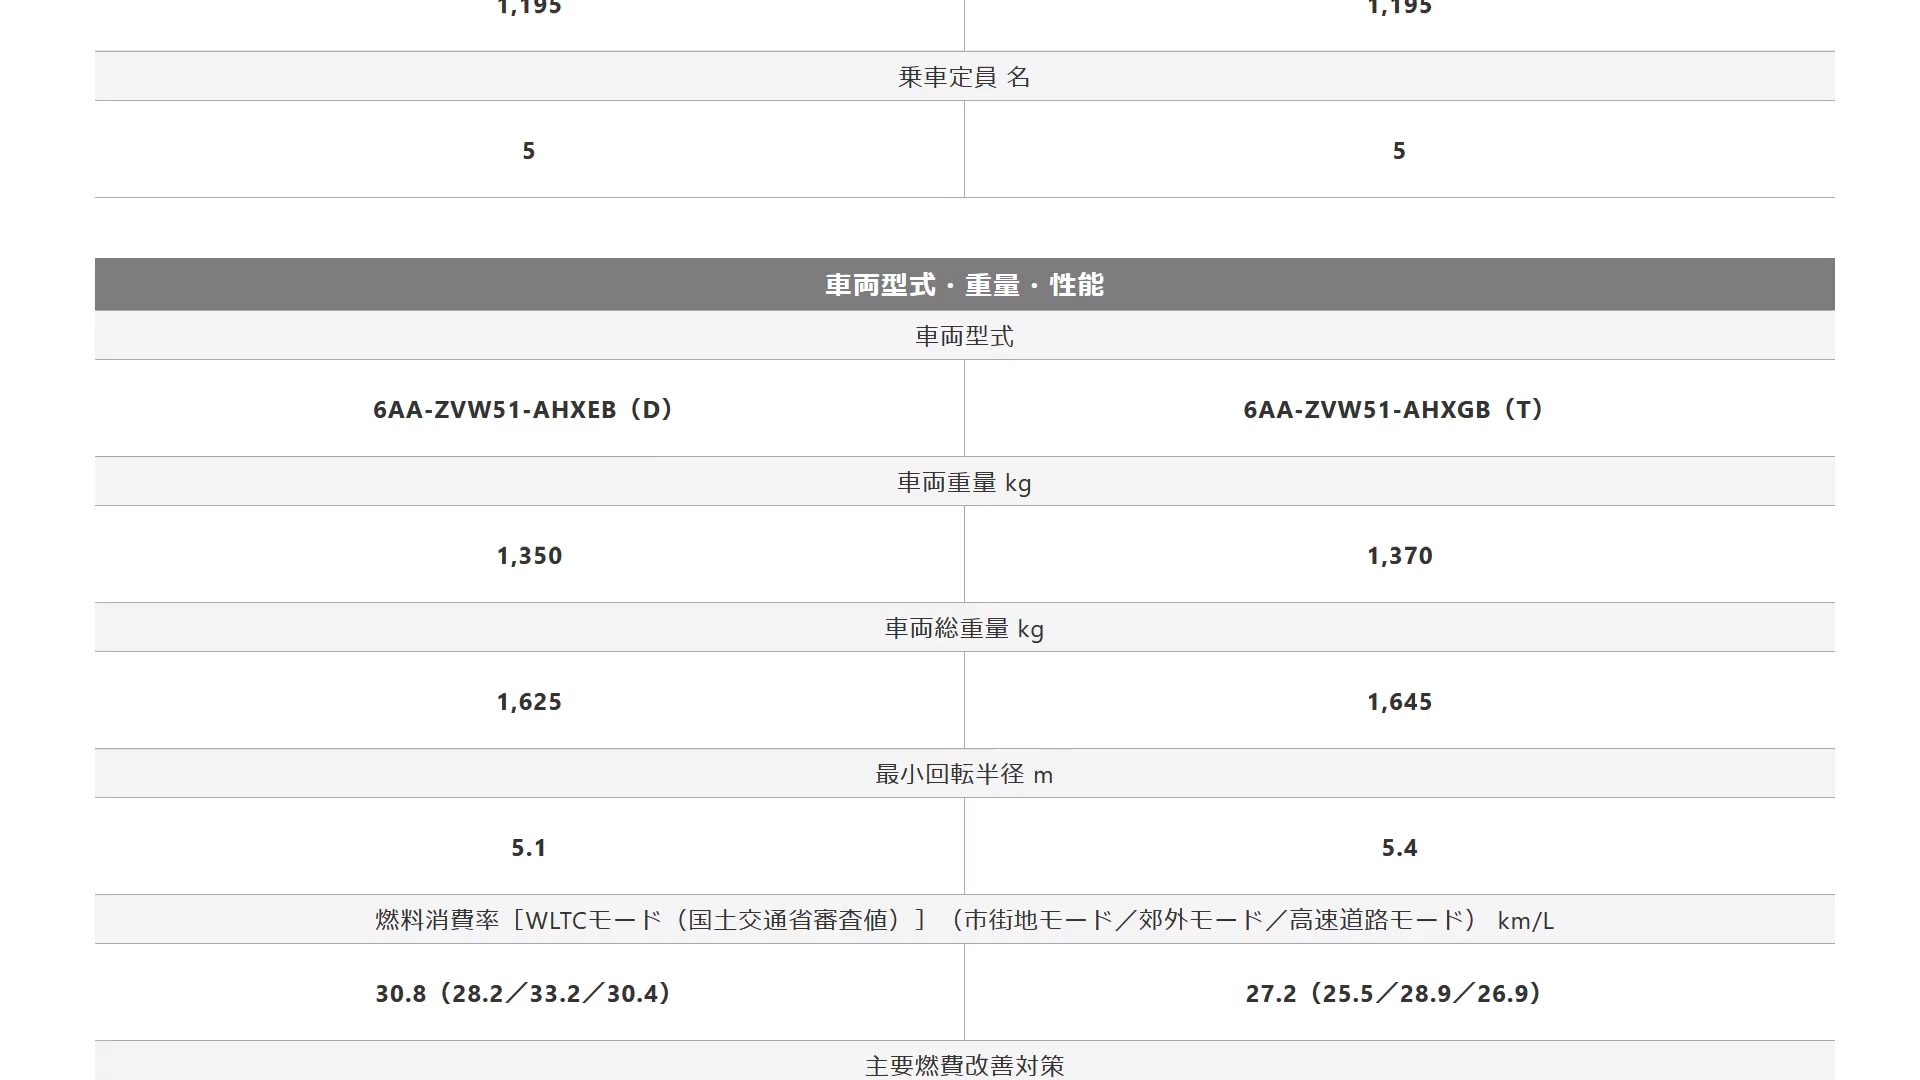 1,195 1,195
乗車定員 名
5 5
車両型式・重量・性能
車両型式
6AA-ZVW51-AHXEB（D） 6AA-ZVW51-AHXGB（T）
車両重量 kg
1,350 1,370
車両総重量 kg
1,625 1,645
最小回転半径 m
5.1 5.4
燃料消費率［WLTCモード（国土交通省審査値）］（市街地モード／郊外モード／高速道路モード） km/L
30.8（28.2／33.2／30.4） 27.2（25.5／28.9／26.9）
主要燃費改善対策